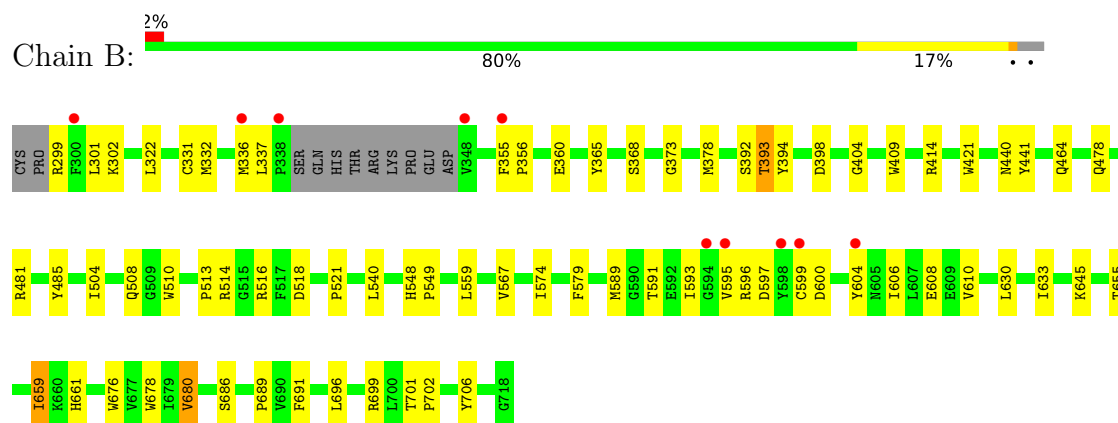 2%
Chain B:
80% 17% • •
CYS PRO R299 F300 L301 K302 L322 C331 M332 M336 L337 P338 SER GLN HIS THR ARG LYS PRO GLU ASP V348 F355 P356 E360 Y365 S368 G373 M378 S392 T393 Y394 D398 G404 W409 R414 W421 N440 Y441 Q464 Q478
R481 Y485 I504 Q508 G509 W510 P513 R514 G515 R516 F517 D518 P521 L540 H548 P549 L559 V567 I574 F579 M589 G590 T591 E592 I593 G594 V595 R596 D597 Y598 C599 D600 Y604 N605 I606 L607 E608 E609 V610 L630 I633 K645 T655
I659 K660 H661 W676 V677 W678 I679 V680 S686 P689 V690 F691 L696 R699 L700 T701 P702 Y706 G718